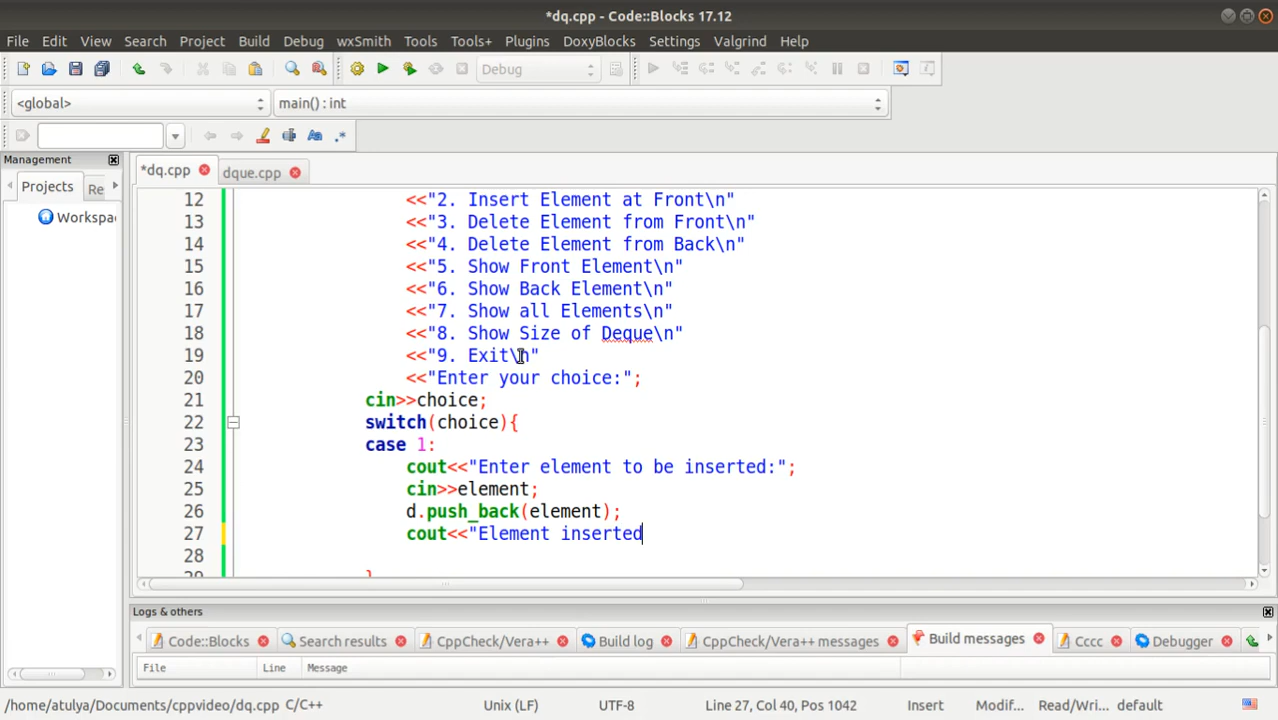 *dq.cpp - Code::Blocks 17.12
File Edit View Search Project Build Debug wxSmith Tools Tools+ Plugins DoxyBlocks Settings Valgrind Help
Debug
<global> main() : int
Management
Projects Re
Workspa
*dq.cpp dque.cpp
12 <<"2. Insert Element at Front\n"
13 <<"3. Delete Element from Front\n"
14 <<"4. Delete Element from Back\n"
15 <<"5. Show Front Element\n"
16 <<"6. Show Back Element\n"
17 <<"7. Show all Elements\n"
18 <<"8. Show Size of Deque\n"
19 <<"9. Exit\n"
20 <<"Enter your choice:";
21 cin>>choice;
22 switch(choice){
23 case 1:
24 cout<<"Enter element to be inserted:";
25 cin>>element;
26 d.push_back(element);
27 cout<<"Element inserted
28
29 }
Logs & others
Code::Blocks Search results CppCheck/Vera++ Build log CppCheck/Vera++ messages Build messages Cccc Debugger
File Line Message
/home/atulya/Documents/cppvideo/dq.cpp C/C++ Unix (LF) UTF-8 Line 27, Col 40, Pos 1042 Insert Modif... Read/Wri... default